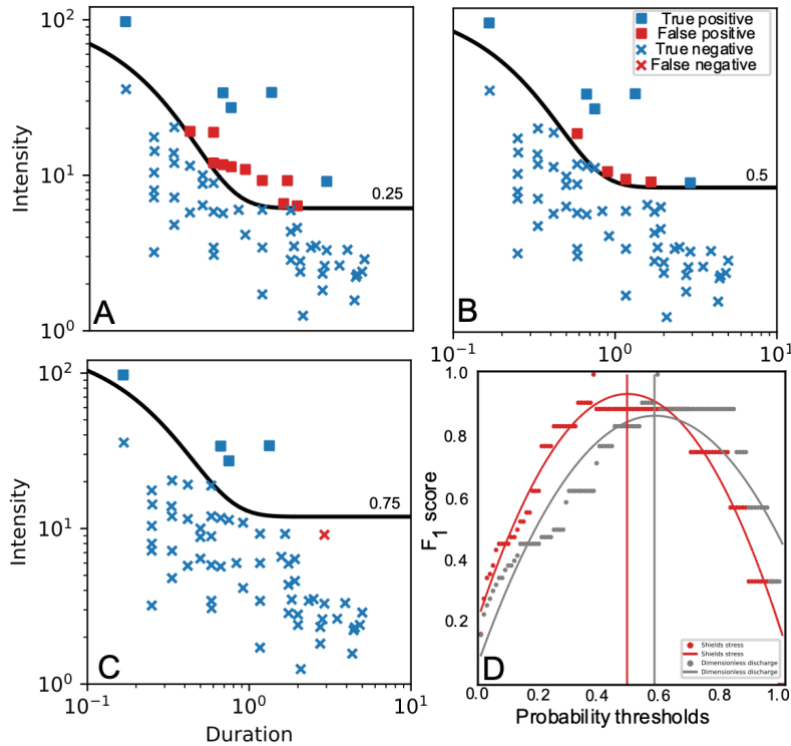 10²
10¹
10⁰
Intensity
0.25
A
True positive
False positive
True negative
False negative
0.5
B
10⁻¹
10⁰
10¹
10²
10¹
10⁰
Intensity
0.75
C
10⁻¹
10⁰
10¹
Duration
1.0
0.8
0.6
0.4
0.2
F₁ score
Shields stress
Shields stress
Dimensionless discharge
Dimensionless discharge
D
0.0
0.2
0.4
0.6
0.8
1.0
Probability thresholds